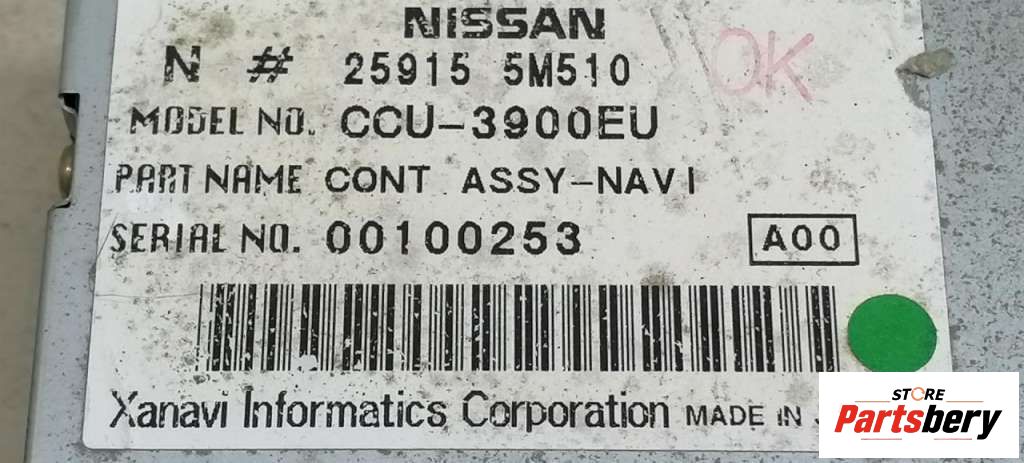 NISSAN
N # 25915 5M510
OK
MODEL NO. CCU-3900EU
PART NAME CONT ASSY-NAVI
SERIAL NO. 00100253
A00
Xanavi Informatics Corporation MADE IN
STORE
Partsbery